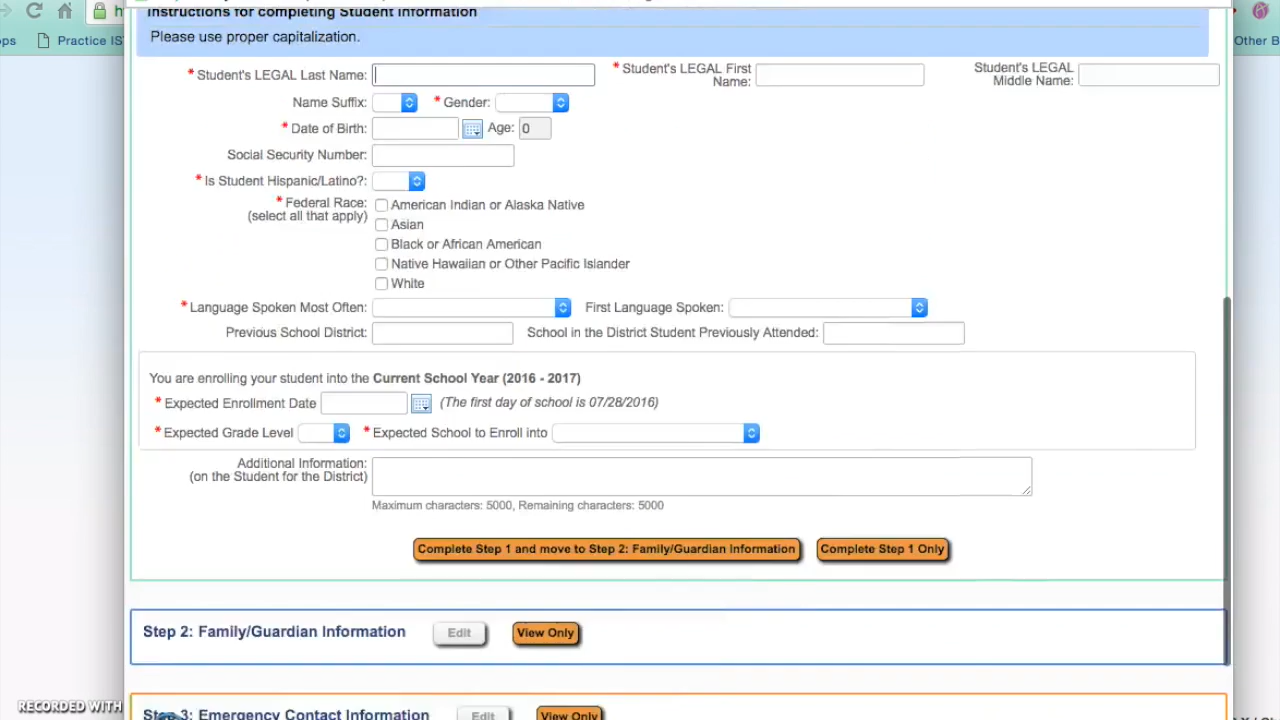 Instructions for completing Student Information
Please use proper capitalization.
Practice IS
Other B
* Student's LEGAL Last Name: * Student's LEGAL First Name: Student's LEGAL Middle Name:
Name Suffix: * Gender:
* Date of Birth: Age: 0
Social Security Number:
* Is Student Hispanic/Latino?:
* Federal Race: American Indian or Alaska Native
(select all that apply)
Asian
Black or African American
Native Hawaiian or Other Pacific Islander
White
* Language Spoken Most Often: First Language Spoken:
Previous School District: School in the District Student Previously Attended:
You are enrolling your student into the Current School Year (2016 - 2017)
* Expected Enrollment Date (The first day of school is 07/28/2016)
* Expected Grade Level * Expected School to Enroll into
Additional Information:
(on the Student for the District)
Maximum characters: 5000, Remaining characters: 5000
Complete Step 1 and move to Step 2: Family/Guardian Information Complete Step 1 Only
Step 2: Family/Guardian Information Edit View Only
RECORDED WITH
Step 3: Emergency Contact Information Edit View Only